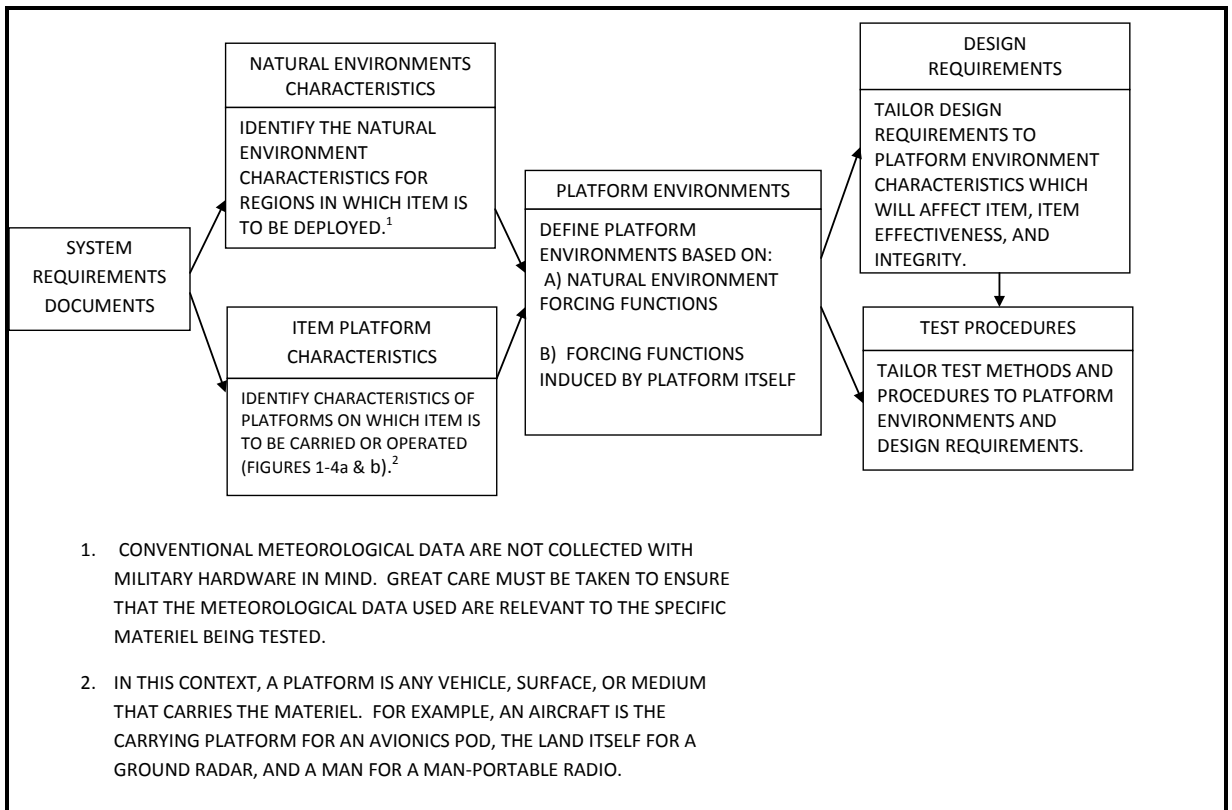 SYSTEM
REQUIREMENTS
DOCUMENTS
NATURAL ENVIRONMENTS
CHARACTERISTICS
IDENTIFY THE NATURAL
ENVIRONMENT
CHARACTERISTICS FOR
REGIONS IN WHICH ITEM IS
TO BE DEPLOYED.1
ITEM PLATFORM
CHARACTERISTICS
IDENTIFY CHARACTERISTICS OF
PLATFORMS ON WHICH ITEM IS
TO BE CARRIED OR OPERATED
(FIGURES 1-4a & b).2
PLATFORM ENVIRONMENTS
DEFINE PLATFORM
ENVIRONMENTS BASED ON:
A) NATURAL ENVIRONMENT
FORCING FUNCTIONS
B) FORCING FUNCTIONS
INDUCED BY PLATFORM ITSELF
DESIGN
REQUIREMENTS
TAILOR DESIGN
REQUIREMENTS TO
PLATFORM ENVIRONMENT
CHARACTERISTICS WHICH
WILL AFFECT ITEM, ITEM
EFFECTIVENESS, AND
INTEGRITY.
TEST PROCEDURES
TAILOR TEST METHODS AND
PROCEDURES TO PLATFORM
ENVIRONMENTS AND
DESIGN REQUIREMENTS.
1. CONVENTIONAL METEOROLOGICAL DATA ARE NOT COLLECTED WITH
MILITARY HARDWARE IN MIND. GREAT CARE MUST BE TAKEN TO ENSURE
THAT THE METEOROLOGICAL DATA USED ARE RELEVANT TO THE SPECIFIC
MATERIEL BEING TESTED.
2. IN THIS CONTEXT, A PLATFORM IS ANY VEHICLE, SURFACE, OR MEDIUM
THAT CARRIES THE MATERIEL. FOR EXAMPLE, AN AIRCRAFT IS THE
CARRYING PLATFORM FOR AN AVIONICS POD, THE LAND ITSELF FOR A
GROUND RADAR, AND A MAN FOR A MAN-PORTABLE RADIO.